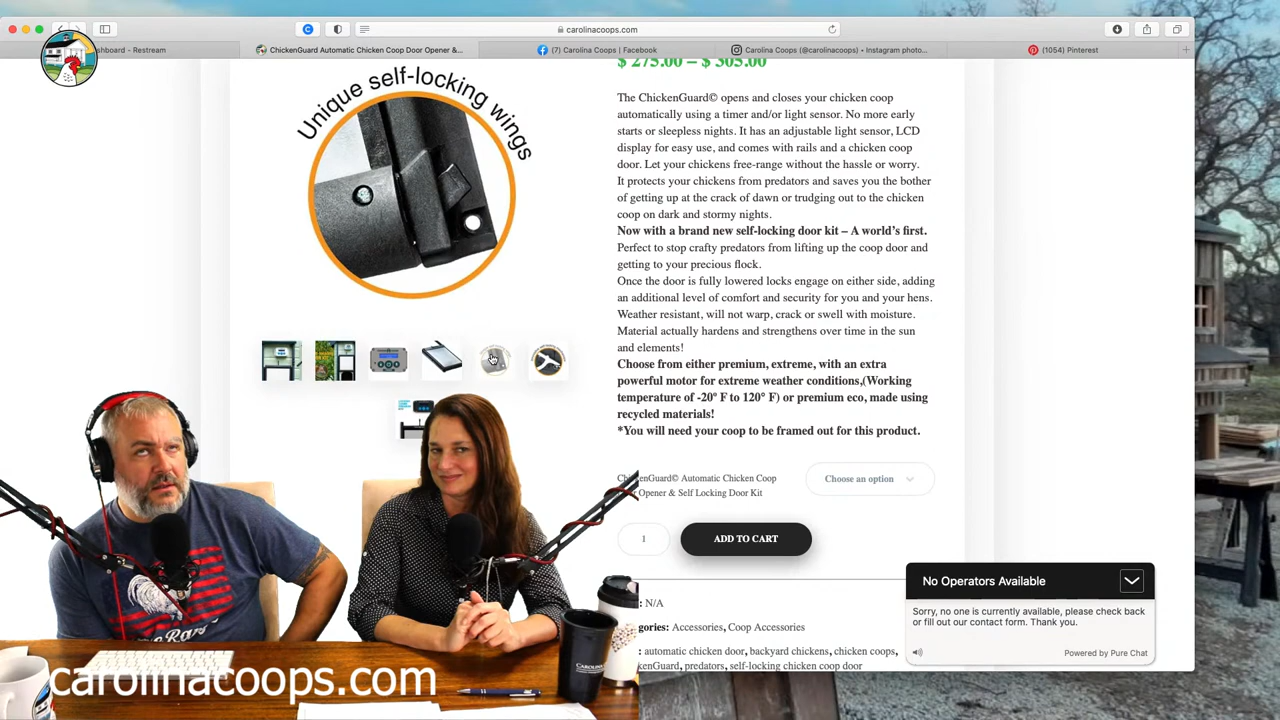 carolinacoops.com
shboard - Restream
ChickenGuard Automatic Chicken Coop Door Opener &...
(7) Carolina Coops | Facebook
Carolina Coops (@carolinacoops) • Instagram photo...
(1054) Pinterest
Unique self-locking wings
$ 275.00 – $ 305.00
The ChickenGuard© opens and closes your chicken coop
automatically using a timer and/or light sensor. No more early
starts or sleepless nights. It has an adjustable light sensor, LCD
display for easy use, and comes with rails and a chicken coop
door. Let your chickens free-range without the hassle or worry.
It protects your chickens from predators and saves you the bother
of getting up at the crack of dawn or trudging out to the chicken
coop on dark and stormy nights.
Now with a brand new self-locking door kit – A world's first.
Perfect to stop crafty predators from lifting up the coop door and
getting to your precious flock.
Once the door is fully lowered locks engage on either side, adding
an additional level of comfort and security for you and your hens.
Weather resistant, will not warp, crack or swell with moisture.
Material actually hardens and strengthens over time in the sun
and elements!
Choose from either premium, extreme, with an extra
powerful motor for extreme weather conditions,(Working
temperature of -20º F to 120° F) or premium eco, made using
recycled materials!
*You will need your coop to be framed out for this product.
ChickenGuard© Automatic Chicken Coop
Opener & Self Locking Door Kit
Choose an option
1
ADD TO CART
: N/A
gories: Accessories, Coop Accessories
: automatic chicken door, backyard chickens, chicken coops,
kenGuard, predators, self-locking chicken coop door
No Operators Available
Sorry, no one is currently available, please check back
or fill out our contact form. Thank you.
Powered by Pure Chat
carolinacoops.com